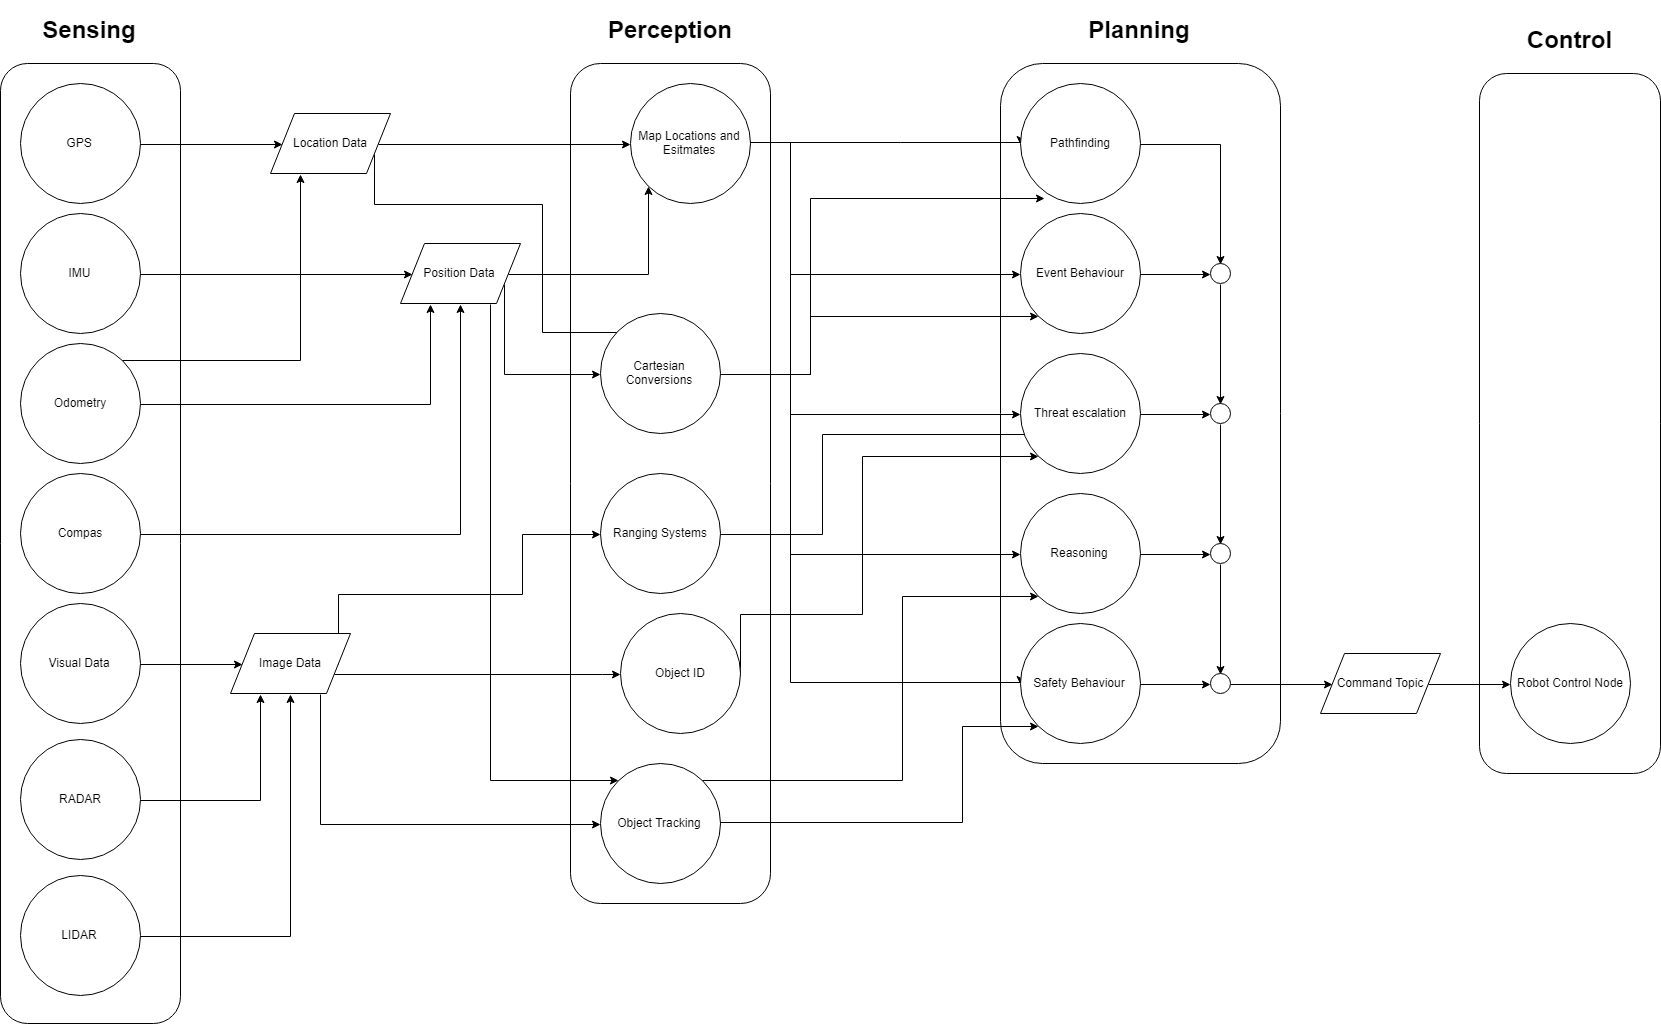 Sensing
Perception
Planning
Control
GPS
IMU
Odometry
Compas
Visual Data
RADAR
LIDAR
Location Data
Position Data
Image Data
Map Locations and
Esitmates
Cartesian
Conversions
Ranging Systems
Object ID
Object Tracking
Pathfinding
Event Behaviour
Threat escalation
Reasoning
Safety Behaviour
Command Topic
Robot Control Node